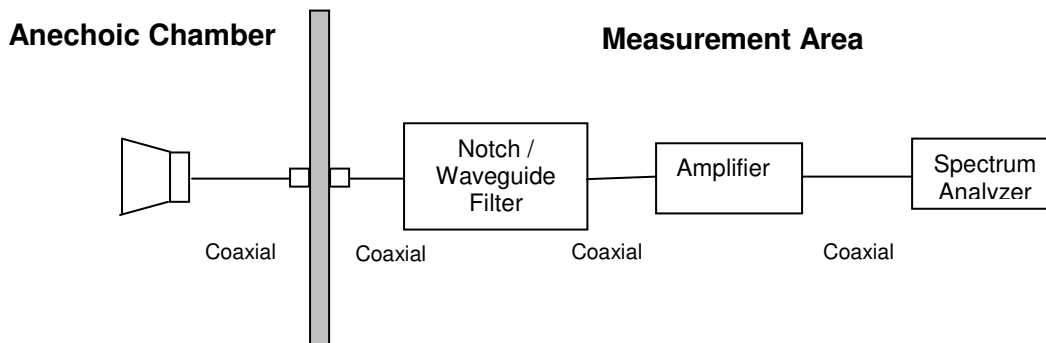 Anechoic Chamber
Measurement Area
Notch /
Waveguide
Filter
Amplifier
Spectrum
Analyzer
Coaxial
Coaxial
Coaxial
Coaxial